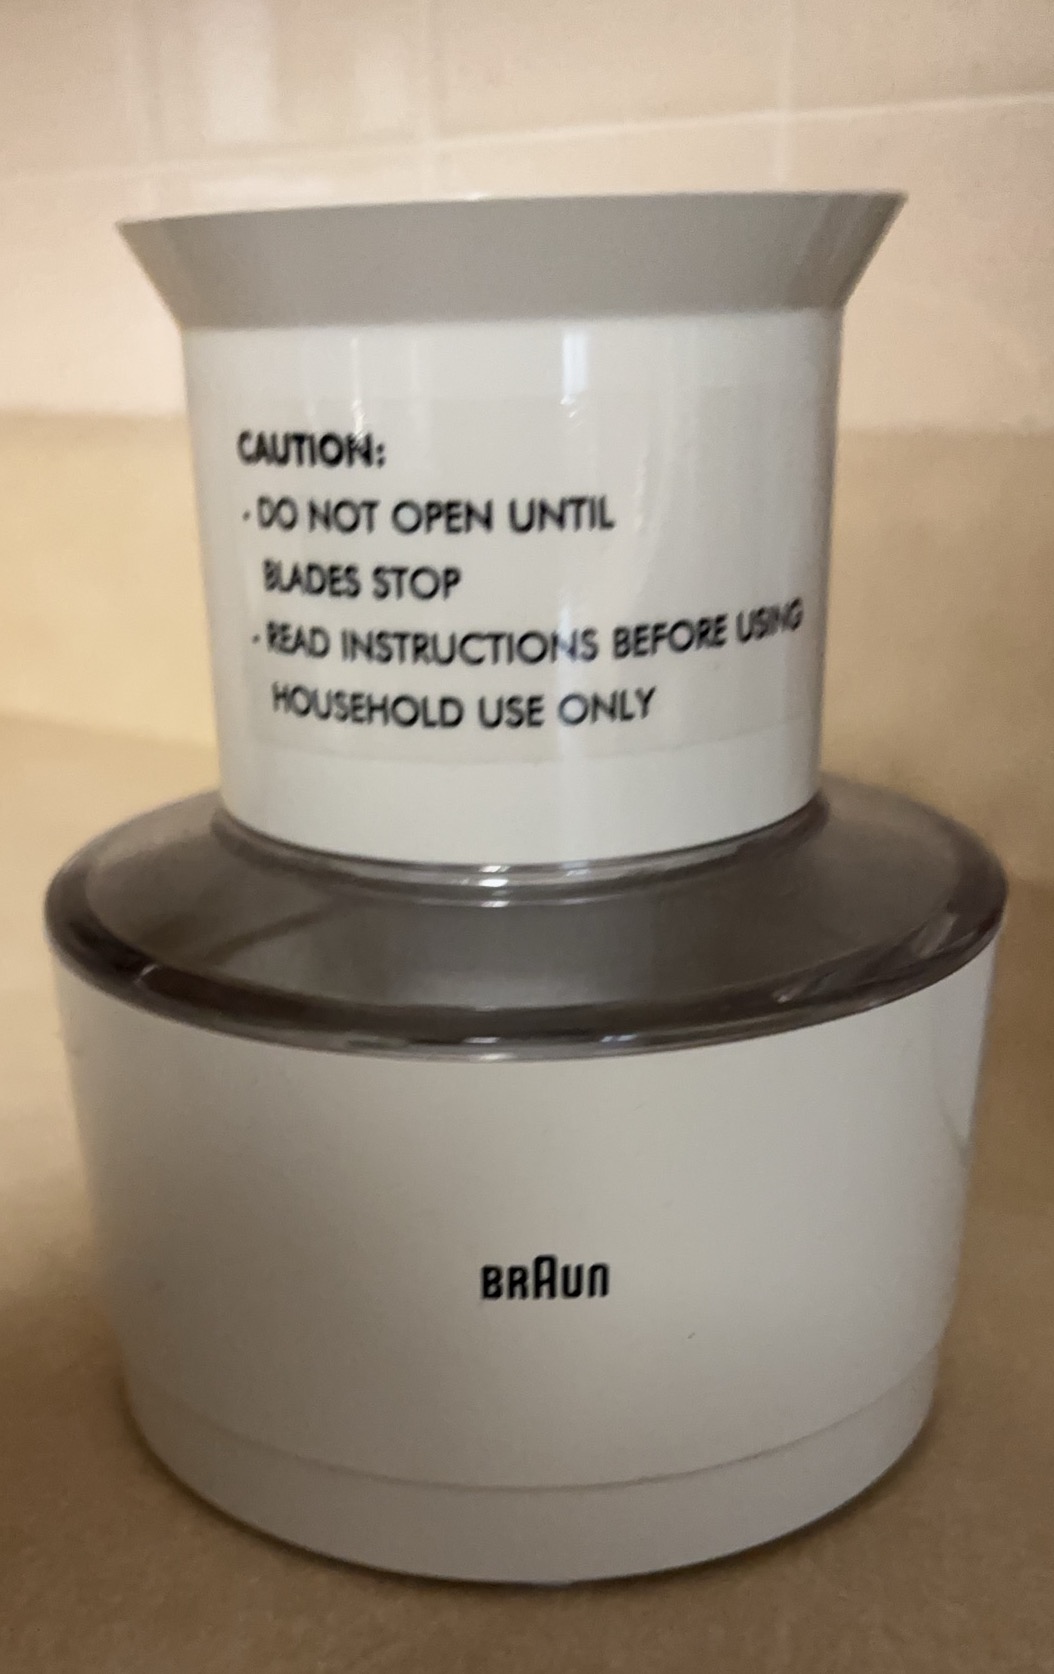 CAUTION:
· DO NOT OPEN UNTIL
BLADES STOP
· READ INSTRUCTIONS BEFORE USING
HOUSEHOLD USE ONLY
BRAUN